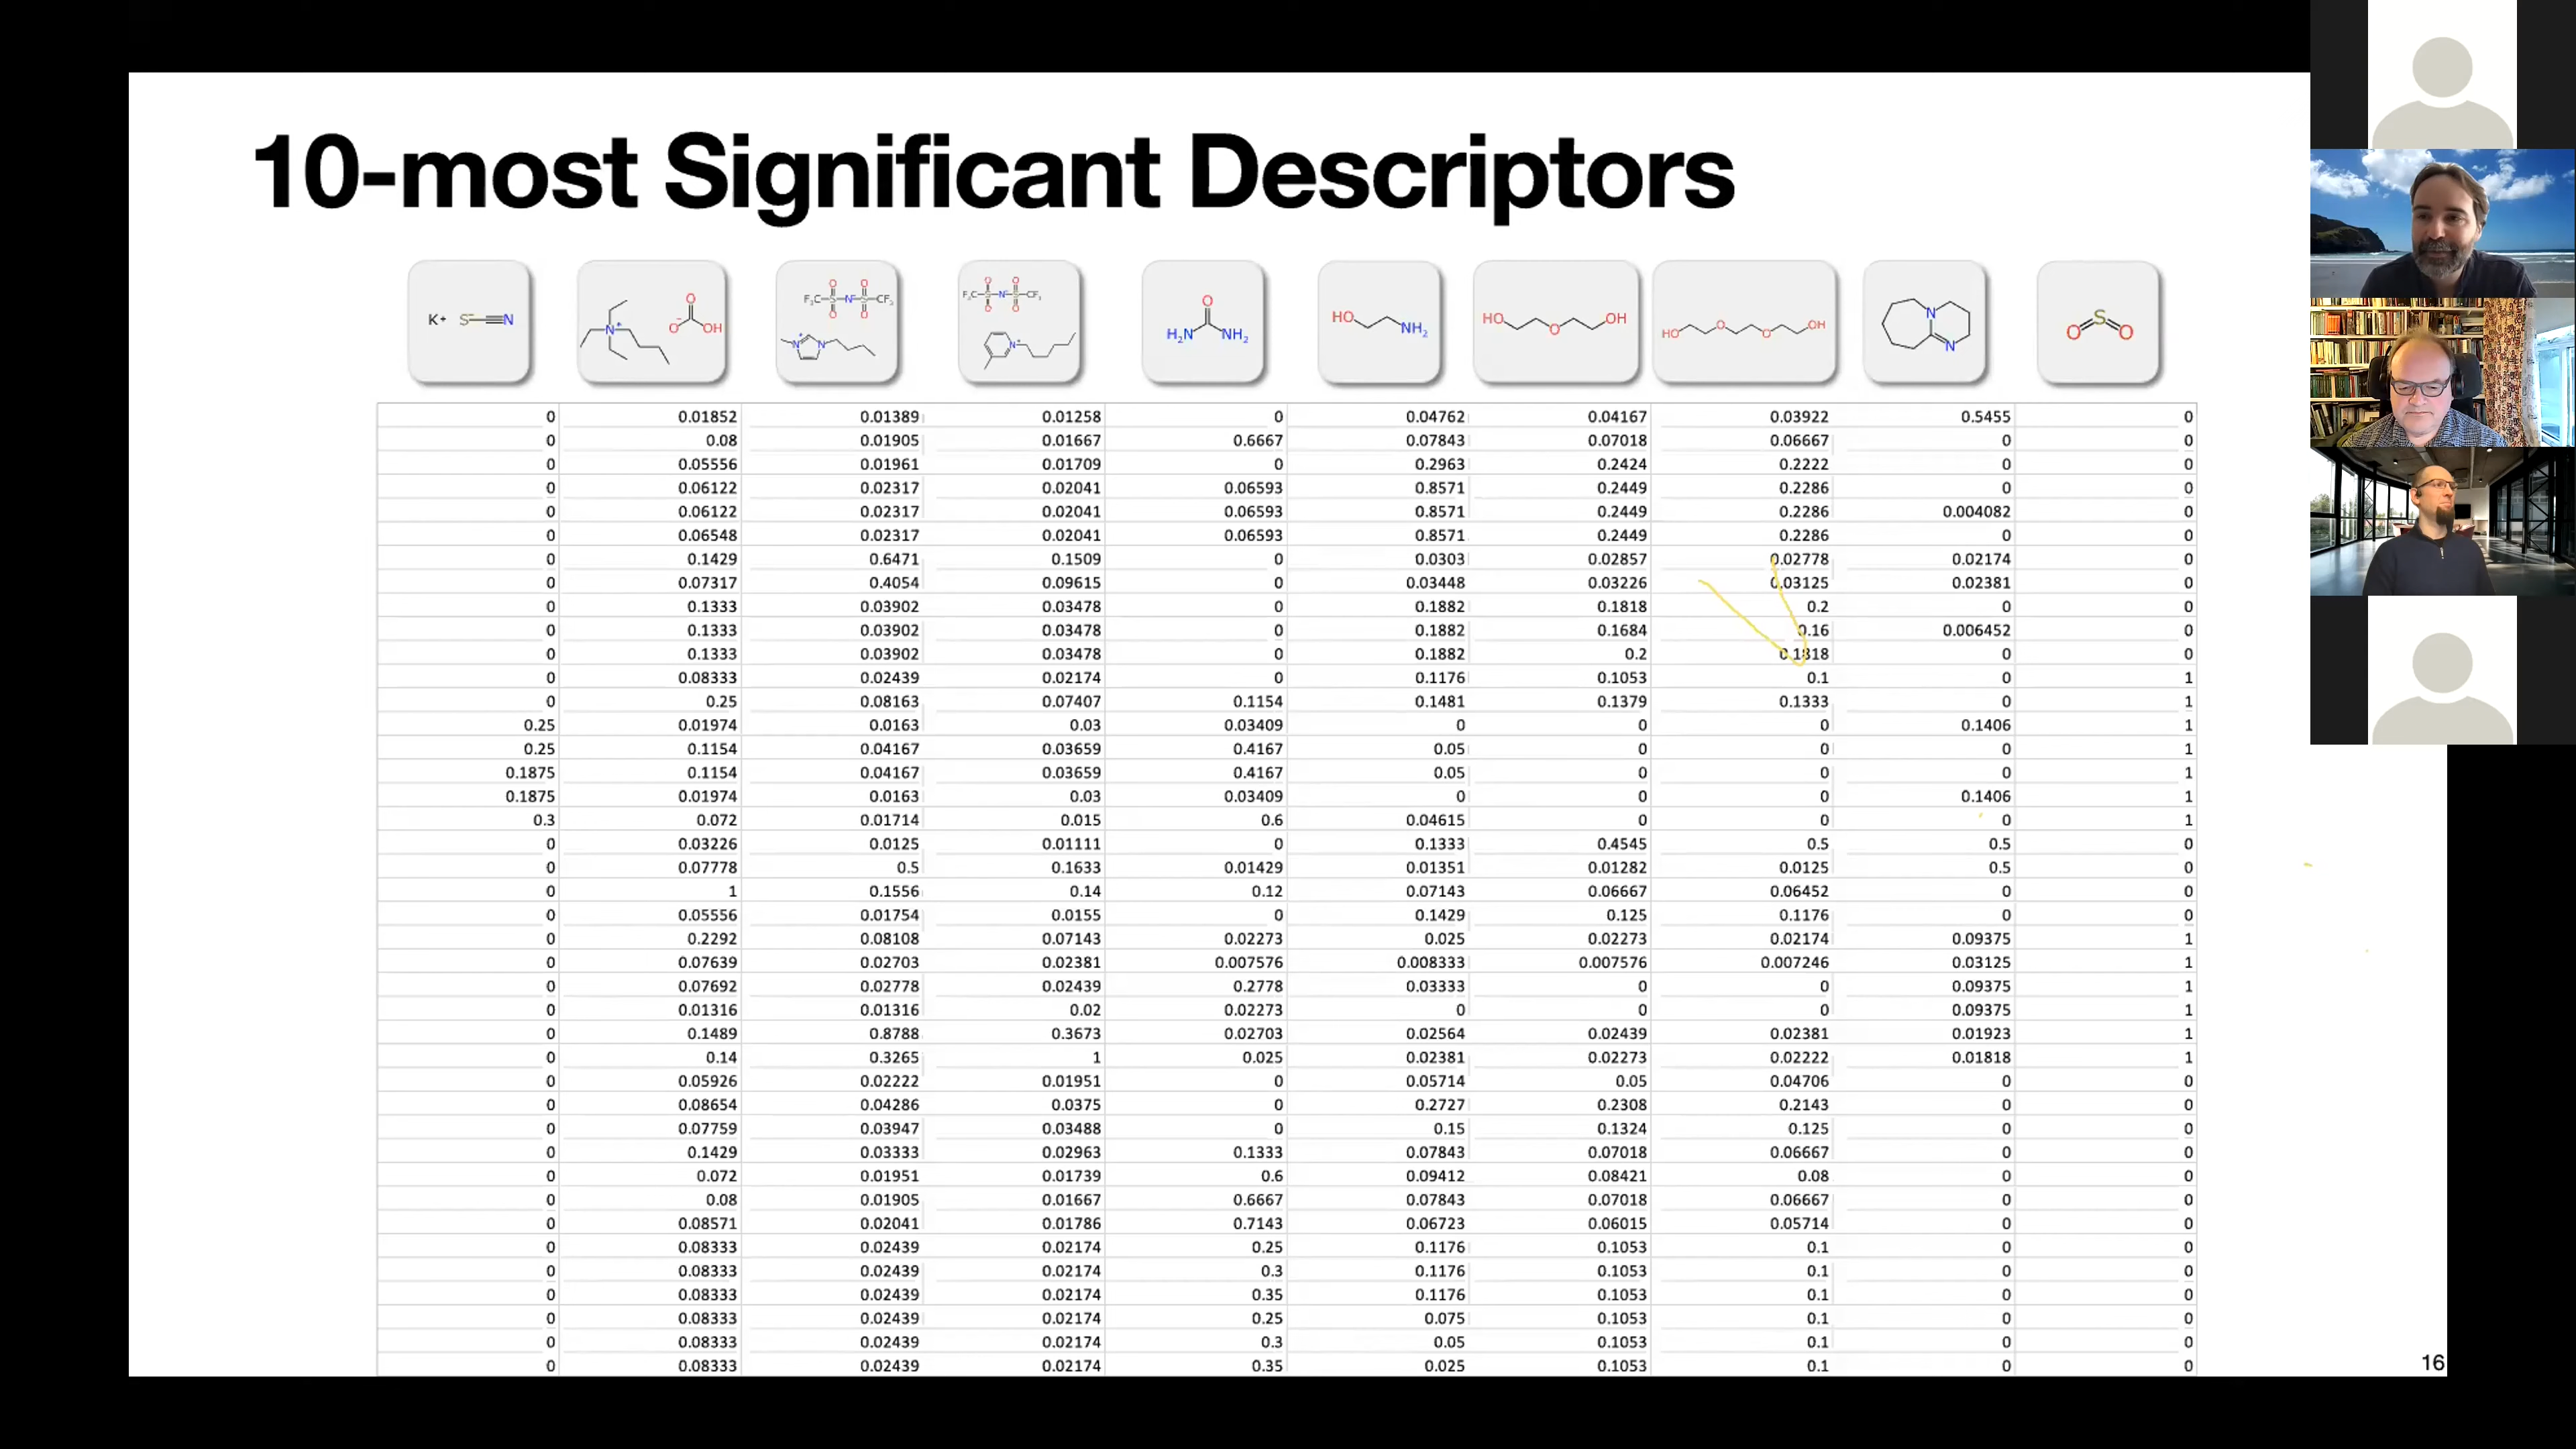 10-most Significant Descriptors
K+ S⁻ N
N+ O O⁻ OH
F₃C S N⁻ S CF₃ O O O O N+ N
F₃C S N⁻ S CF₃ O O O O N+
O H₂N NH₂
HO NH₂
HO O OH
HO O O OH
N N
O S O
0 0.01852 0.01389 0.01258 0 0.04762 0.04167 0.03922 0.5455 0
0 0.08 0.01905 0.01667 0.6667 0.07843 0.07018 0.06667 0 0
0 0.05556 0.01961 0.01709 0 0.2963 0.2424 0.2222 0 0
0 0.06122 0.02317 0.02041 0.06593 0.8571 0.2449 0.2286 0 0
0 0.06122 0.02317 0.02041 0.06593 0.8571 0.2449 0.2286 0.004082 0
0 0.06548 0.02317 0.02041 0.06593 0.8571 0.2449 0.2286 0 0
0 0.1429 0.6471 0.1509 0 0.0303 0.02857 0.02778 0.02174 0
0 0.07317 0.4054 0.09615 0 0.03448 0.03226 0.03125 0.02381 0
0 0.1333 0.03902 0.03478 0 0.1882 0.1818 0.2 0 0
0 0.1333 0.03902 0.03478 0 0.1882 0.1684 0.16 0.006452 0
0 0.1333 0.03902 0.03478 0 0.1882 0.2 0.1818 0 0
0 0.08333 0.02439 0.02174 0 0.1176 0.1053 0.1 0 1
0 0.25 0.08163 0.07407 0.1154 0.1481 0.1379 0.1333 0 1
0.25 0.01974 0.0163 0.03 0.03409 0 0 0 0.1406 1
0.25 0.1154 0.04167 0.03659 0.4167 0.05 0 0 0 1
0.1875 0.1154 0.04167 0.03659 0.4167 0.05 0 0 0 1
0.1875 0.01974 0.0163 0.03 0.03409 0 0 0 0.1406 1
0.3 0.072 0.01714 0.015 0.6 0.04615 0 0 0 1
0 0.03226 0.0125 0.01111 0 0.1333 0.4545 0.5 0.5 0
0 0.07778 0.5 0.1633 0.01429 0.01351 0.01282 0.0125 0.5 0
0 1 0.1556 0.14 0.12 0.07143 0.06667 0.06452 0 0
0 0.05556 0.01754 0.0155 0 0.1429 0.125 0.1176 0 0
0 0.2292 0.08108 0.07143 0.02273 0.025 0.02273 0.02174 0.09375 1
0 0.07639 0.02703 0.02381 0.007576 0.008333 0.007576 0.007246 0.03125 1
0 0.07692 0.02778 0.02439 0.2778 0.03333 0 0 0.09375 1
0 0.01316 0.01316 0.02 0.02273 0 0 0 0.09375 1
0 0.1489 0.8788 0.3673 0.02703 0.02564 0.02439 0.02381 0.01923 1
0 0.14 0.3265 1 0.025 0.02381 0.02273 0.02222 0.01818 1
0 0.05926 0.02222 0.01951 0 0.05714 0.05 0.04706 0 0
0 0.08654 0.04286 0.0375 0 0.2727 0.2308 0.2143 0 0
0 0.07759 0.03947 0.03488 0 0.15 0.1324 0.125 0 0
0 0.1429 0.03333 0.02963 0.1333 0.07843 0.07018 0.06667 0 0
0 0.072 0.01951 0.01739 0.6 0.09412 0.08421 0.08 0 0
0 0.08 0.01905 0.01667 0.6667 0.07843 0.07018 0.06667 0 0
0 0.08571 0.02041 0.01786 0.7143 0.06723 0.06015 0.05714 0 0
0 0.08333 0.02439 0.02174 0.25 0.1176 0.1053 0.1 0 0
0 0.08333 0.02439 0.02174 0.3 0.1176 0.1053 0.1 0 0
0 0.08333 0.02439 0.02174 0.35 0.1176 0.1053 0.1 0 0
0 0.08333 0.02439 0.02174 0.25 0.075 0.1053 0.1 0 0
0 0.08333 0.02439 0.02174 0.3 0.05 0.1053 0.1 0 0
0 0.08333 0.02439 0.02174 0.35 0.025 0.1053 0.1 0 0
16